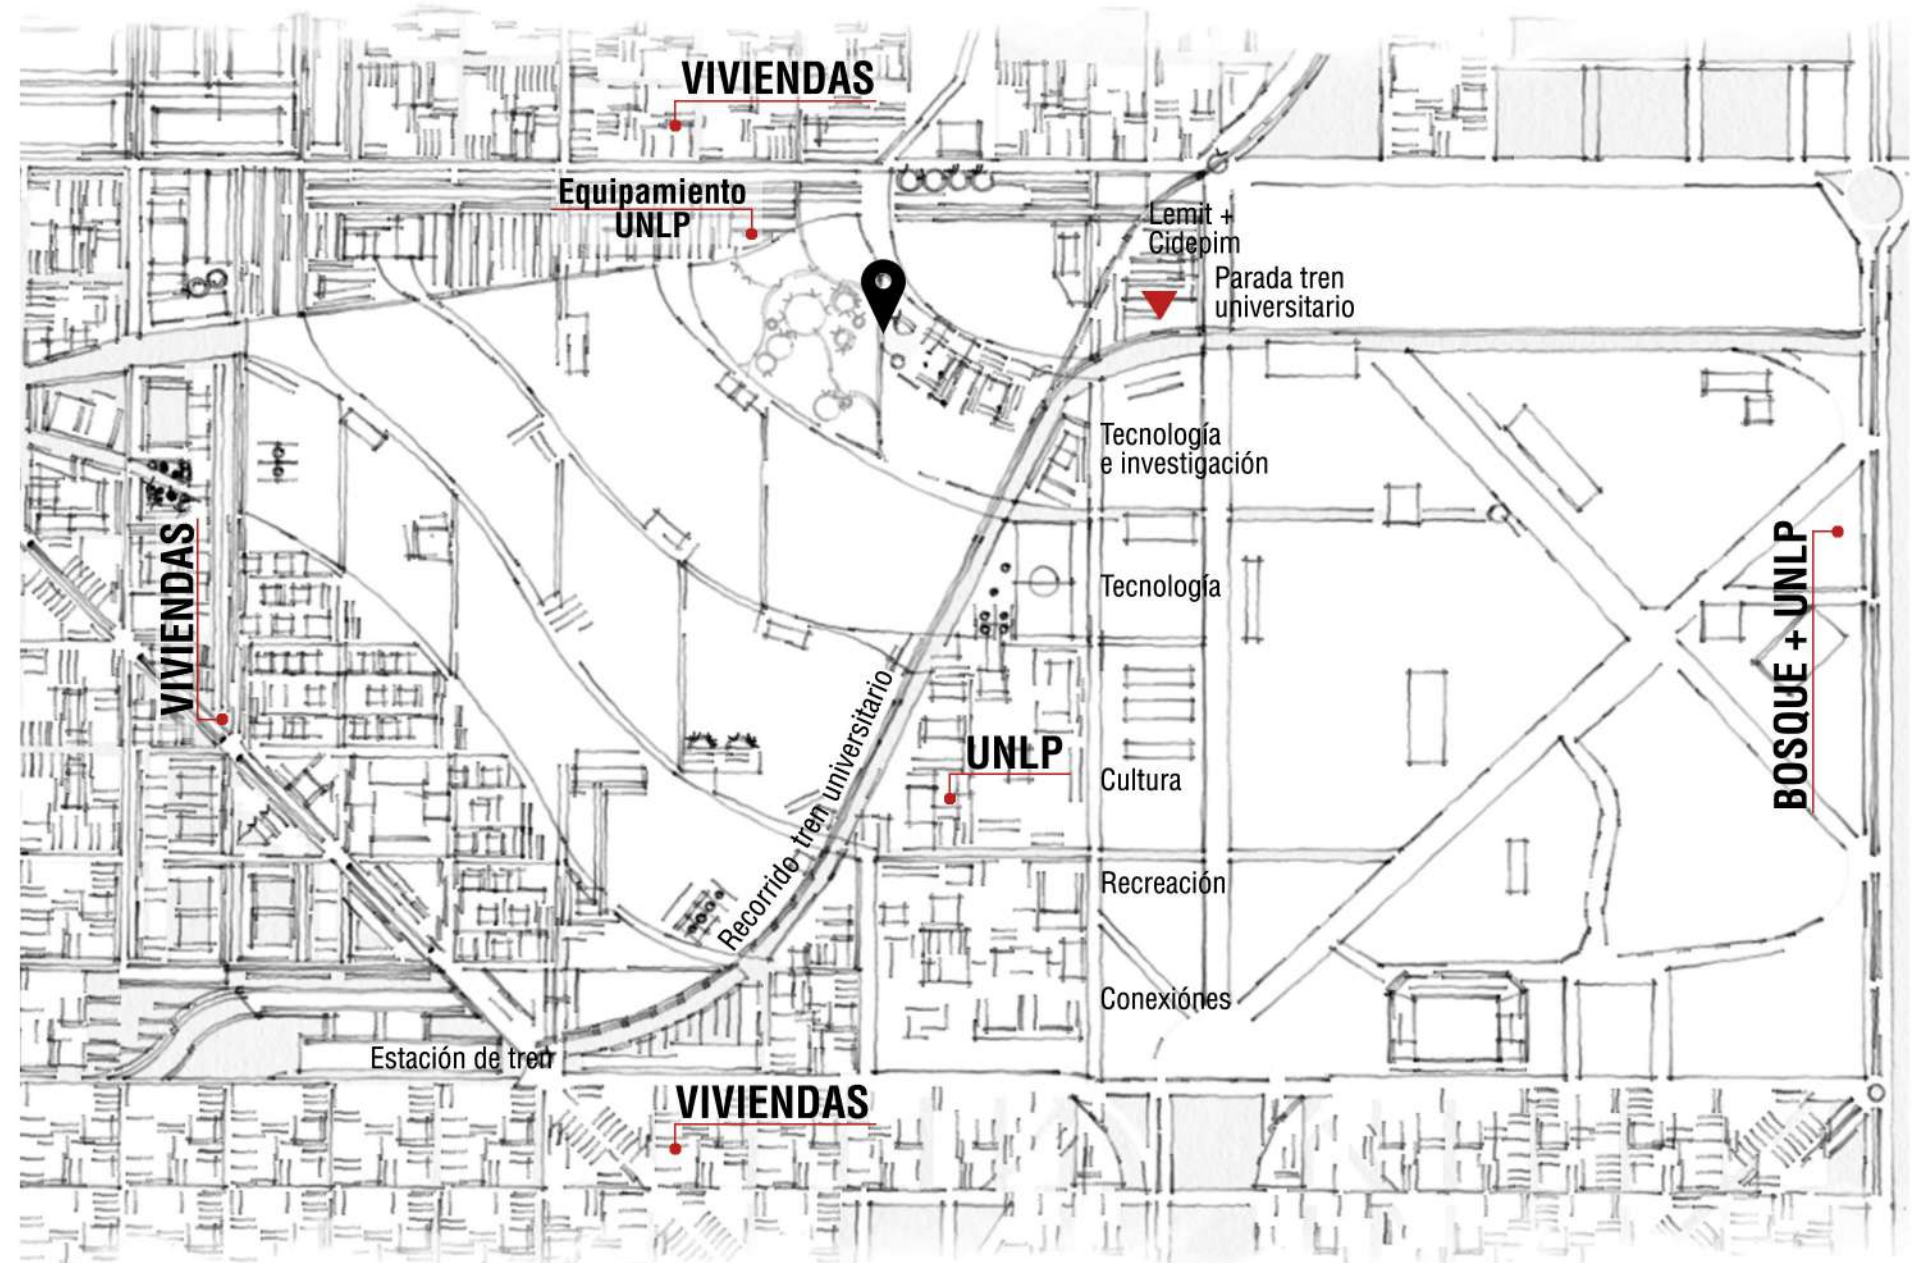 VIVIENDAS
Equipamiento
UNLP
Lemit +
Cidepim
Parada tren
universitario
Tecnología
e investigación
VIVIENDAS
BOSQUE + UNLP
Tecnología
Recorrido tren universitario
UNLP
Cultura
Recreación
Conexiónes
Estación de tren
VIVIENDAS